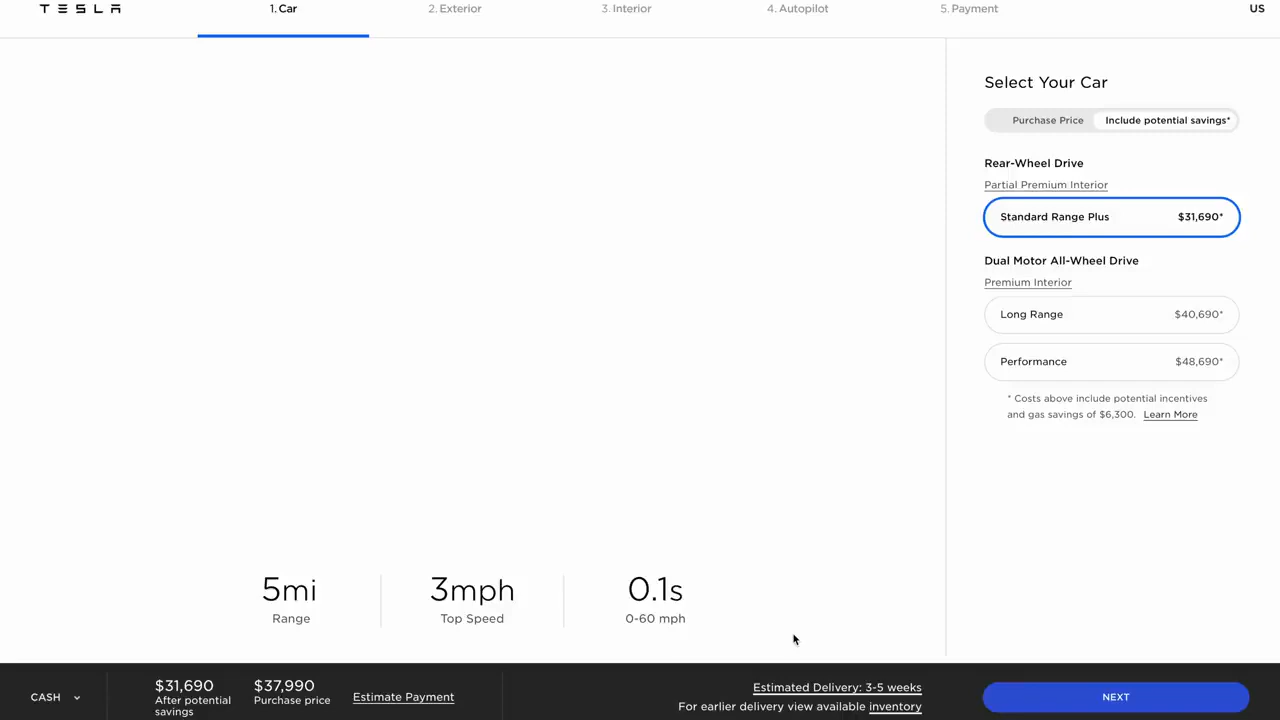 TESLA
1. Car
2. Exterior
3. Interior
4. Autopilot
5. Payment
US
Select Your Car
Purchase Price
Include potential savings*
Rear-Wheel Drive
Partial Premium Interior
Standard Range Plus $31,690*
Dual Motor All-Wheel Drive
Premium Interior
Long Range $40,690*
Performance $48,690*
* Costs above include potential incentives
and gas savings of $6,300. Learn More
5mi
Range
3mph
Top Speed
0.1s
0-60 mph
CASH
$31,690
After potential
savings
$37,990
Purchase price
Estimate Payment
Estimated Delivery: 3-5 weeks
For earlier delivery view available inventory
NEXT